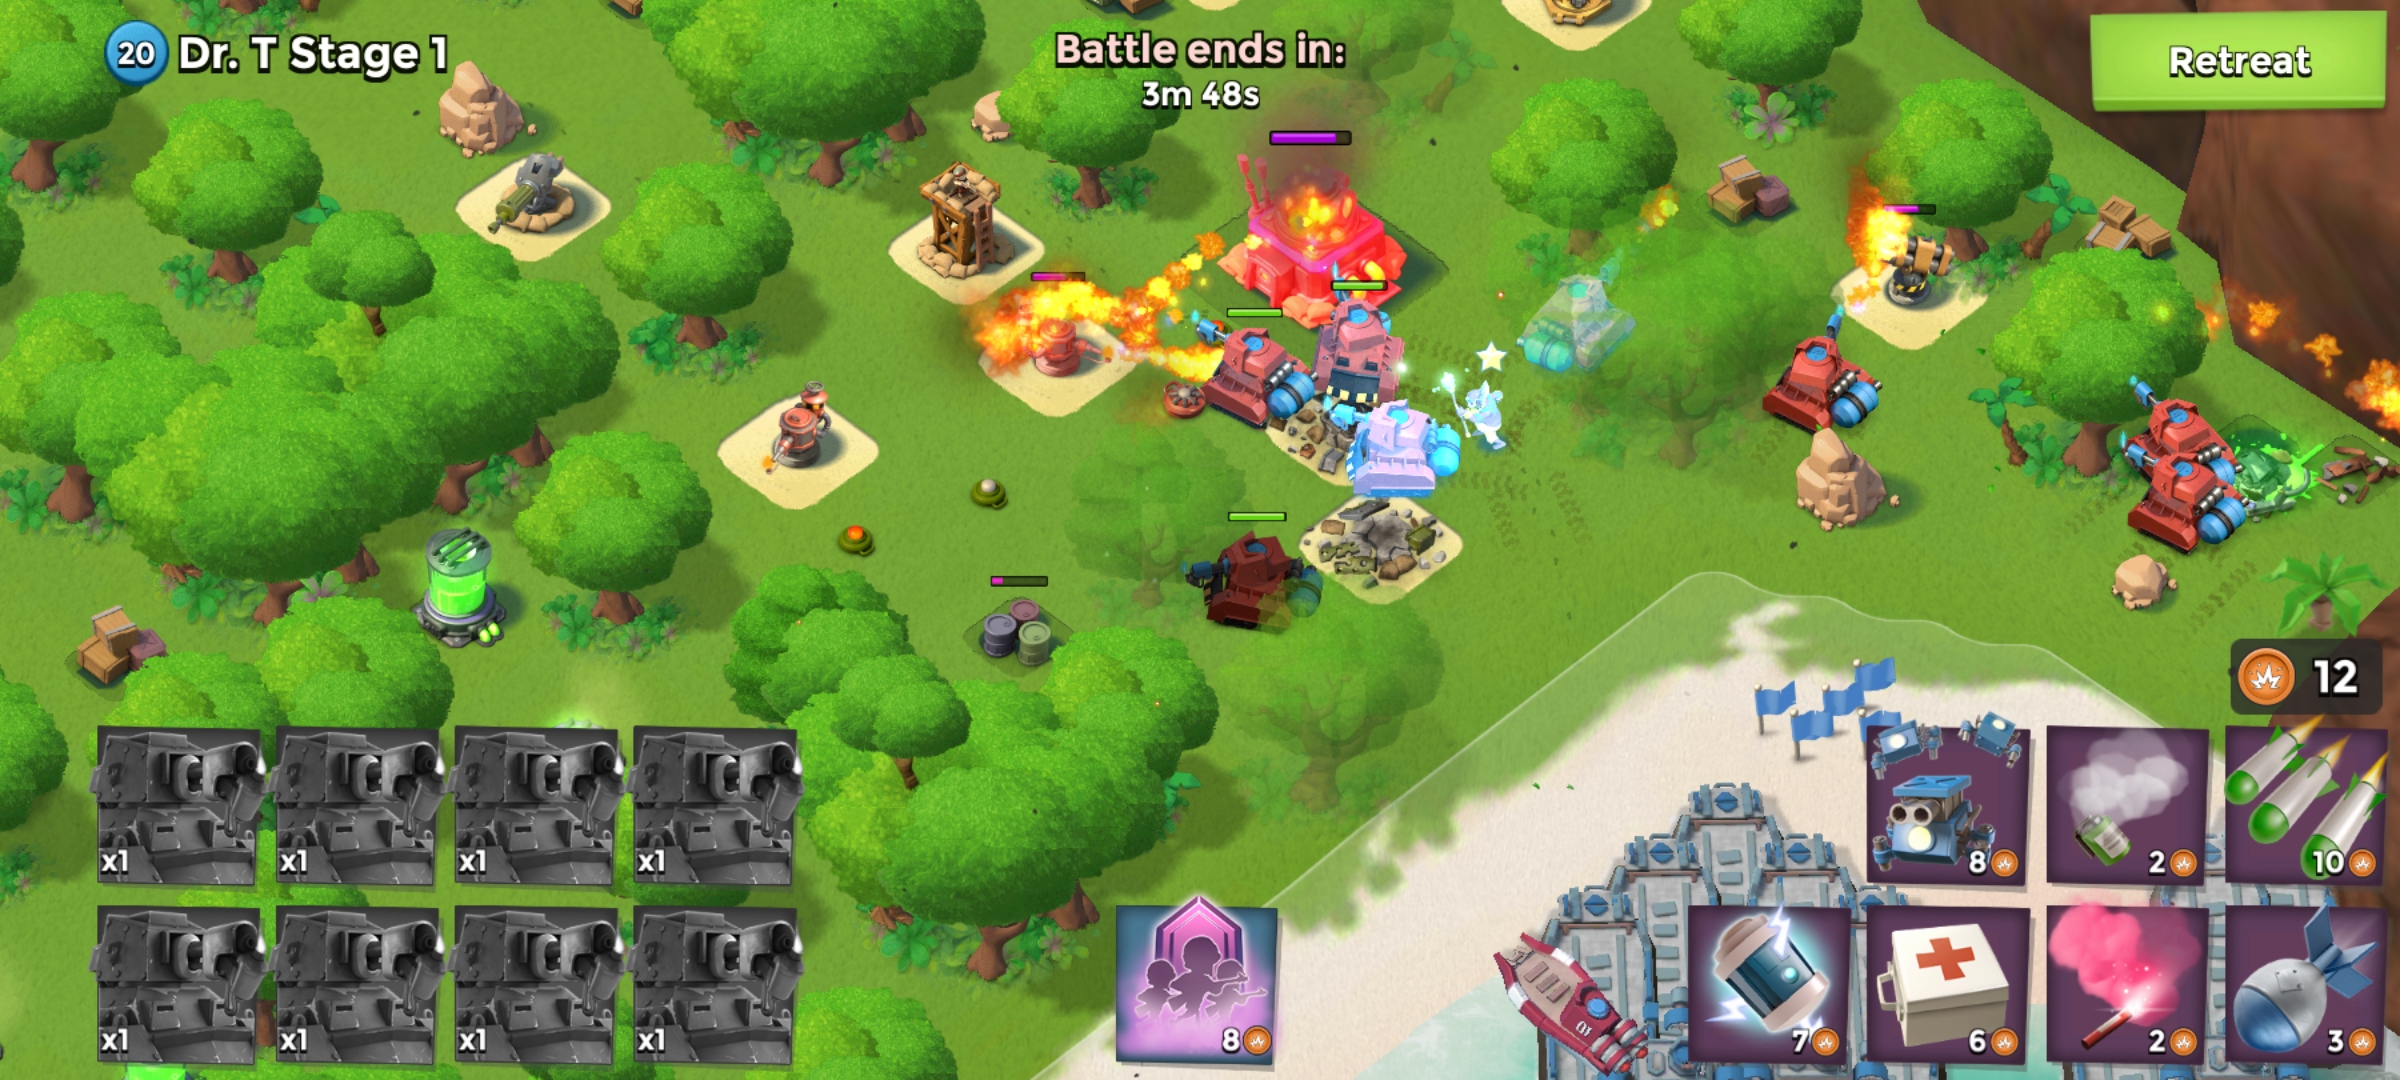 20 Dr. T Stage 1
Battle ends in:
3m 48s
Retreat
12
x1 x1 x1 x1
8 2 10
x1 x1 x1 x1
8 7 6 2 3